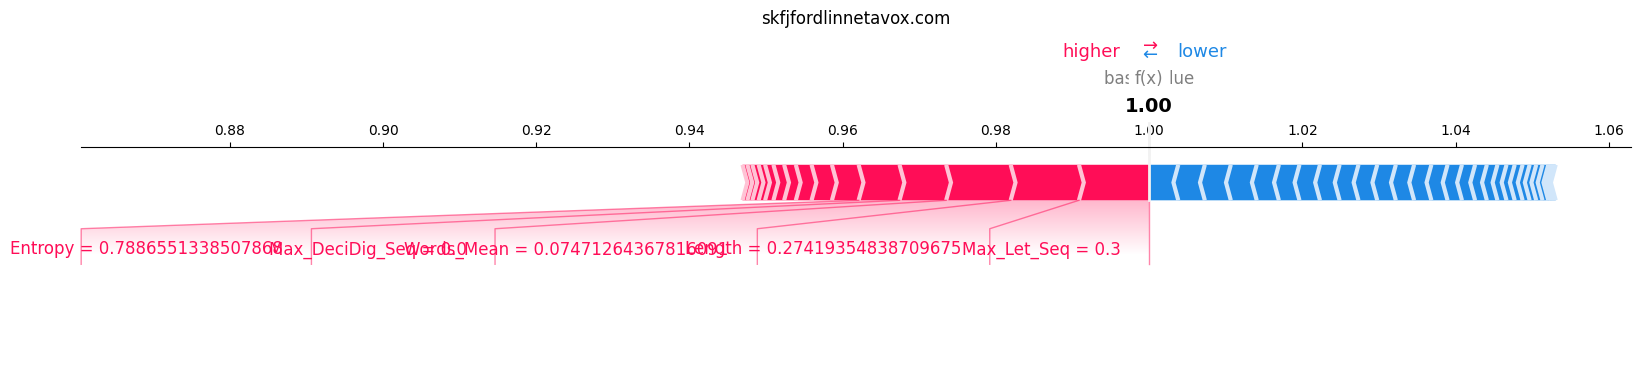 skfjfordlinnetavox.com
higher ⇄ lower
f(x)
1.00
0.88 0.90 0.92 0.94 0.96 0.98 1.00 1.02 1.04 1.06
Entropy = 0.7886551338507868 Max_DeciDig_Seq = 0.0 Words_Mean = 0.07471264367816091 Length = 0.27419354838709675 Max_Let_Seq = 0.3